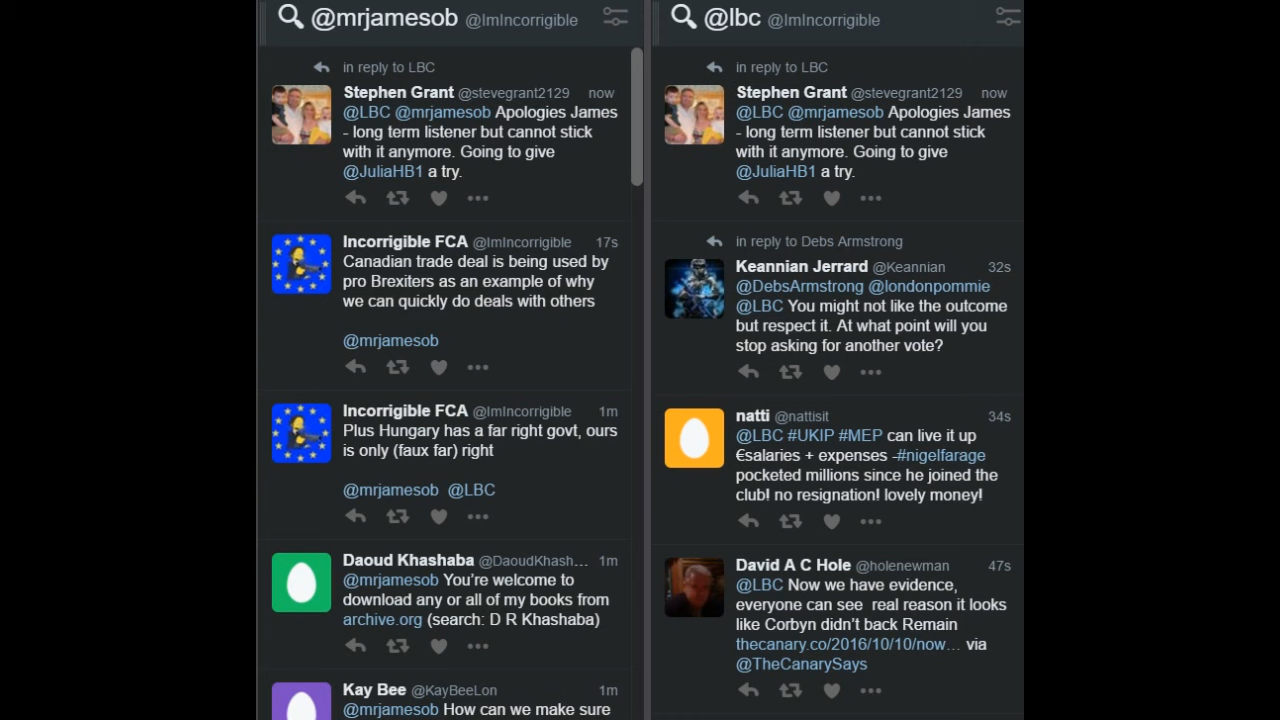 @mrjamesob @ImIncorrigible
in reply to LBC
Stephen Grant @stevegrant2129 now
@LBC @mrjamesob Apologies James
- long term listener but cannot stick
with it anymore. Going to give
@JuliaHB1 a try.
Incorrigible FCA @ImIncorrigible 17s
Canadian trade deal is being used by
pro Brexiters as an example of why
we can quickly do deals with others
@mrjamesob
Incorrigible FCA @ImIncorrigible 1m
Plus Hungary has a far right govt, ours
is only (faux far) right
@mrjamesob @LBC
Daoud Khashaba @DaoudKhash... 1m
@mrjamesob You're welcome to
download any or all of my books from
archive.org (search: D R Khashaba)
Kay Bee @KayBeeLon 1m
@mrjamesob How can we make sure
@lbc @ImIncorrigible
in reply to LBC
Stephen Grant @stevegrant2129 now
@LBC @mrjamesob Apologies James
- long term listener but cannot stick
with it anymore. Going to give
@JuliaHB1 a try.
in reply to Debs Armstrong
Keannian Jerrard @Keannian 32s
@DebsArmstrong @londonpommie
@LBC You might not like the outcome
but respect it. At what point will you
stop asking for another vote?
natti @nattisit 34s
@LBC #UKIP #MEP can live it up
€salaries + expenses -#nigelfarage
pocketed millions since he joined the
club! no resignation! lovely money!
David A C Hole @holenewman 47s
@LBC Now we have evidence,
everyone can see real reason it looks
like Corbyn didn't back Remain
thecanary.co/2016/10/10/now... via
@TheCanarySays